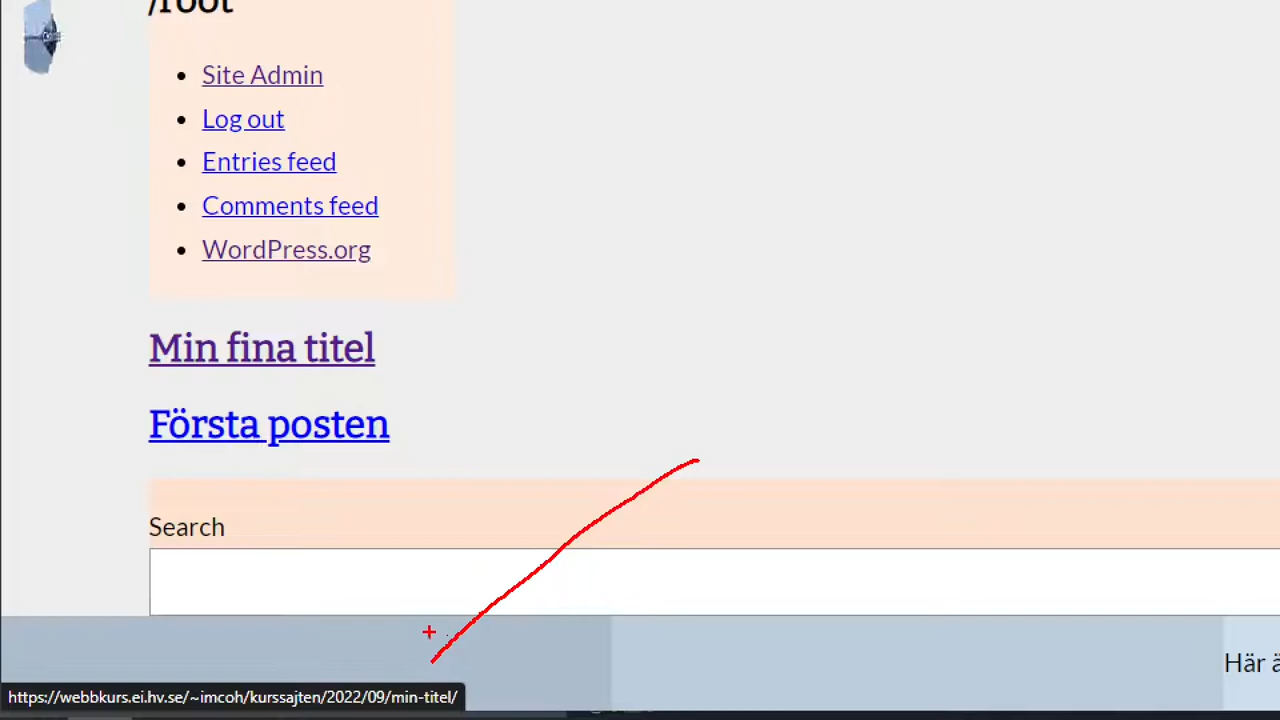 /root
Site Admin
Log out
Entries feed
Comments feed
WordPress.org
Min fina titel
Första posten
Search
Här ä
https://webbkurs.ei.hv.se/~imcoh/kurssajten/2022/09/min-titel/